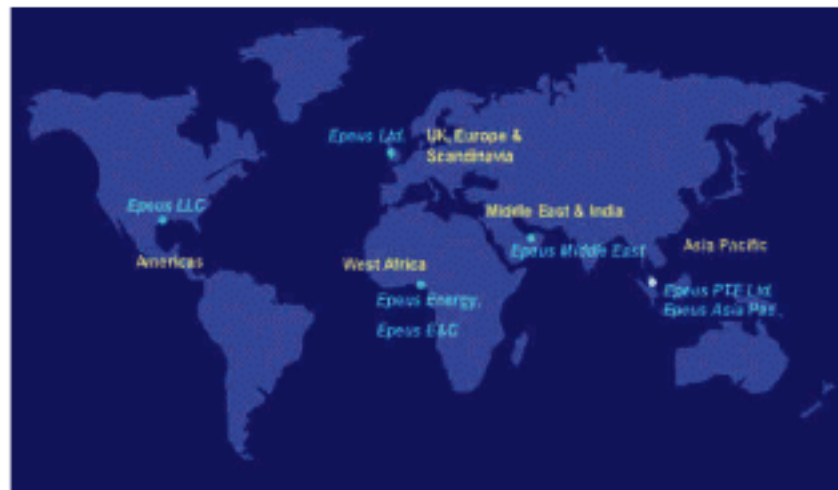 Epeus Ltd.
UK, Europe &
Scandinavia
Epeus LLC
Middle East & India
Epeus Middle East
Asia Pacific
Americas
West Africa
Epeus Energy,
Epeus E&C
Epeus PTE Ltd.
Epeus Asia Pac.,